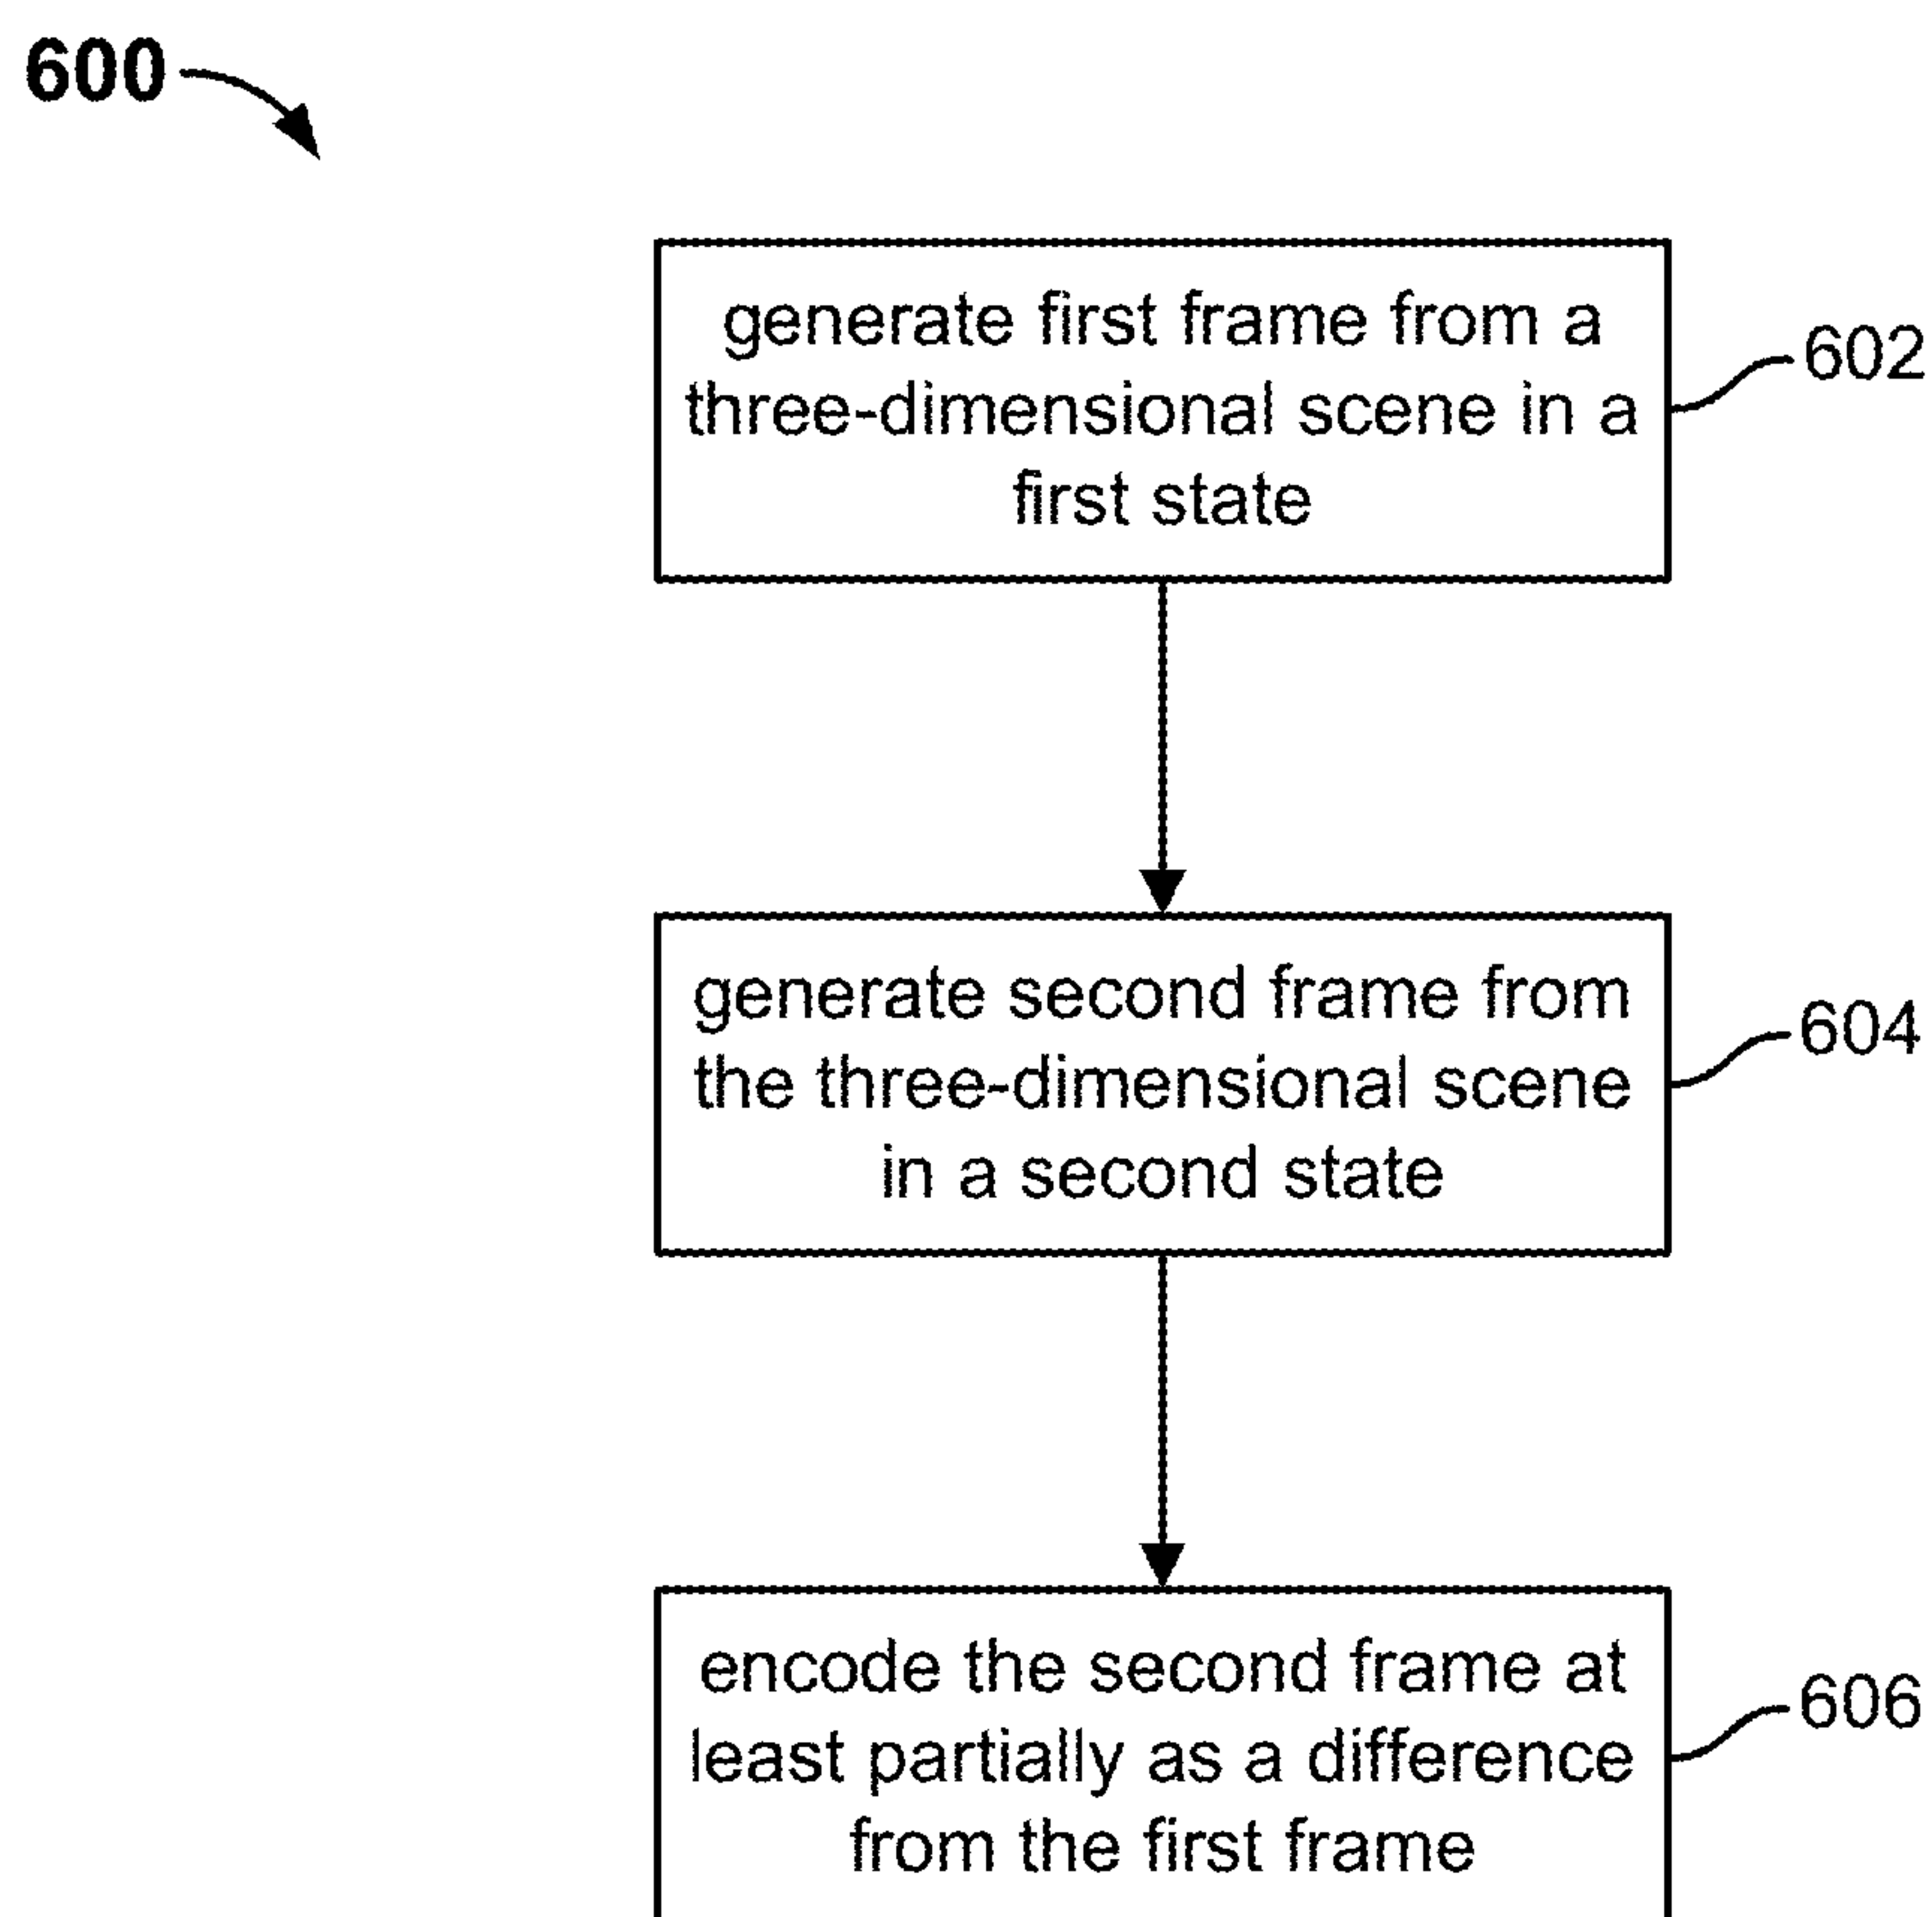 600
generate first frame from a
three-dimensional scene in a
first state
602
generate second frame from
the three-dimensional scene
in a second state
604
encode the second frame at
least partially as a difference
from the first frame
606